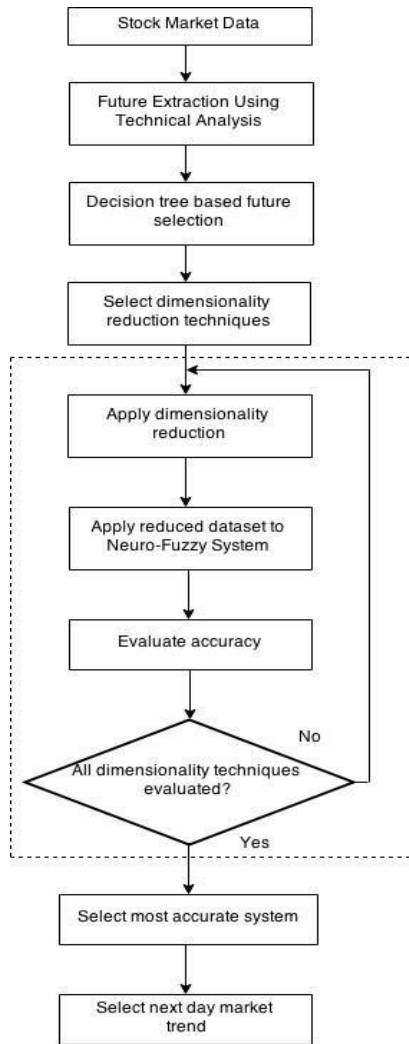 Stock Market Data
Future Extraction Using
Technical Analysis
Decision tree based future
selection
Select dimensionality
reduction techniques
Apply dimensionality
reduction
Apply reduced dataset to
Neuro-Fuzzy System
Evaluate accuracy
No
All dimensionality techniques
evaluated?
Yes
Select most accurate system
Select next day market
trend